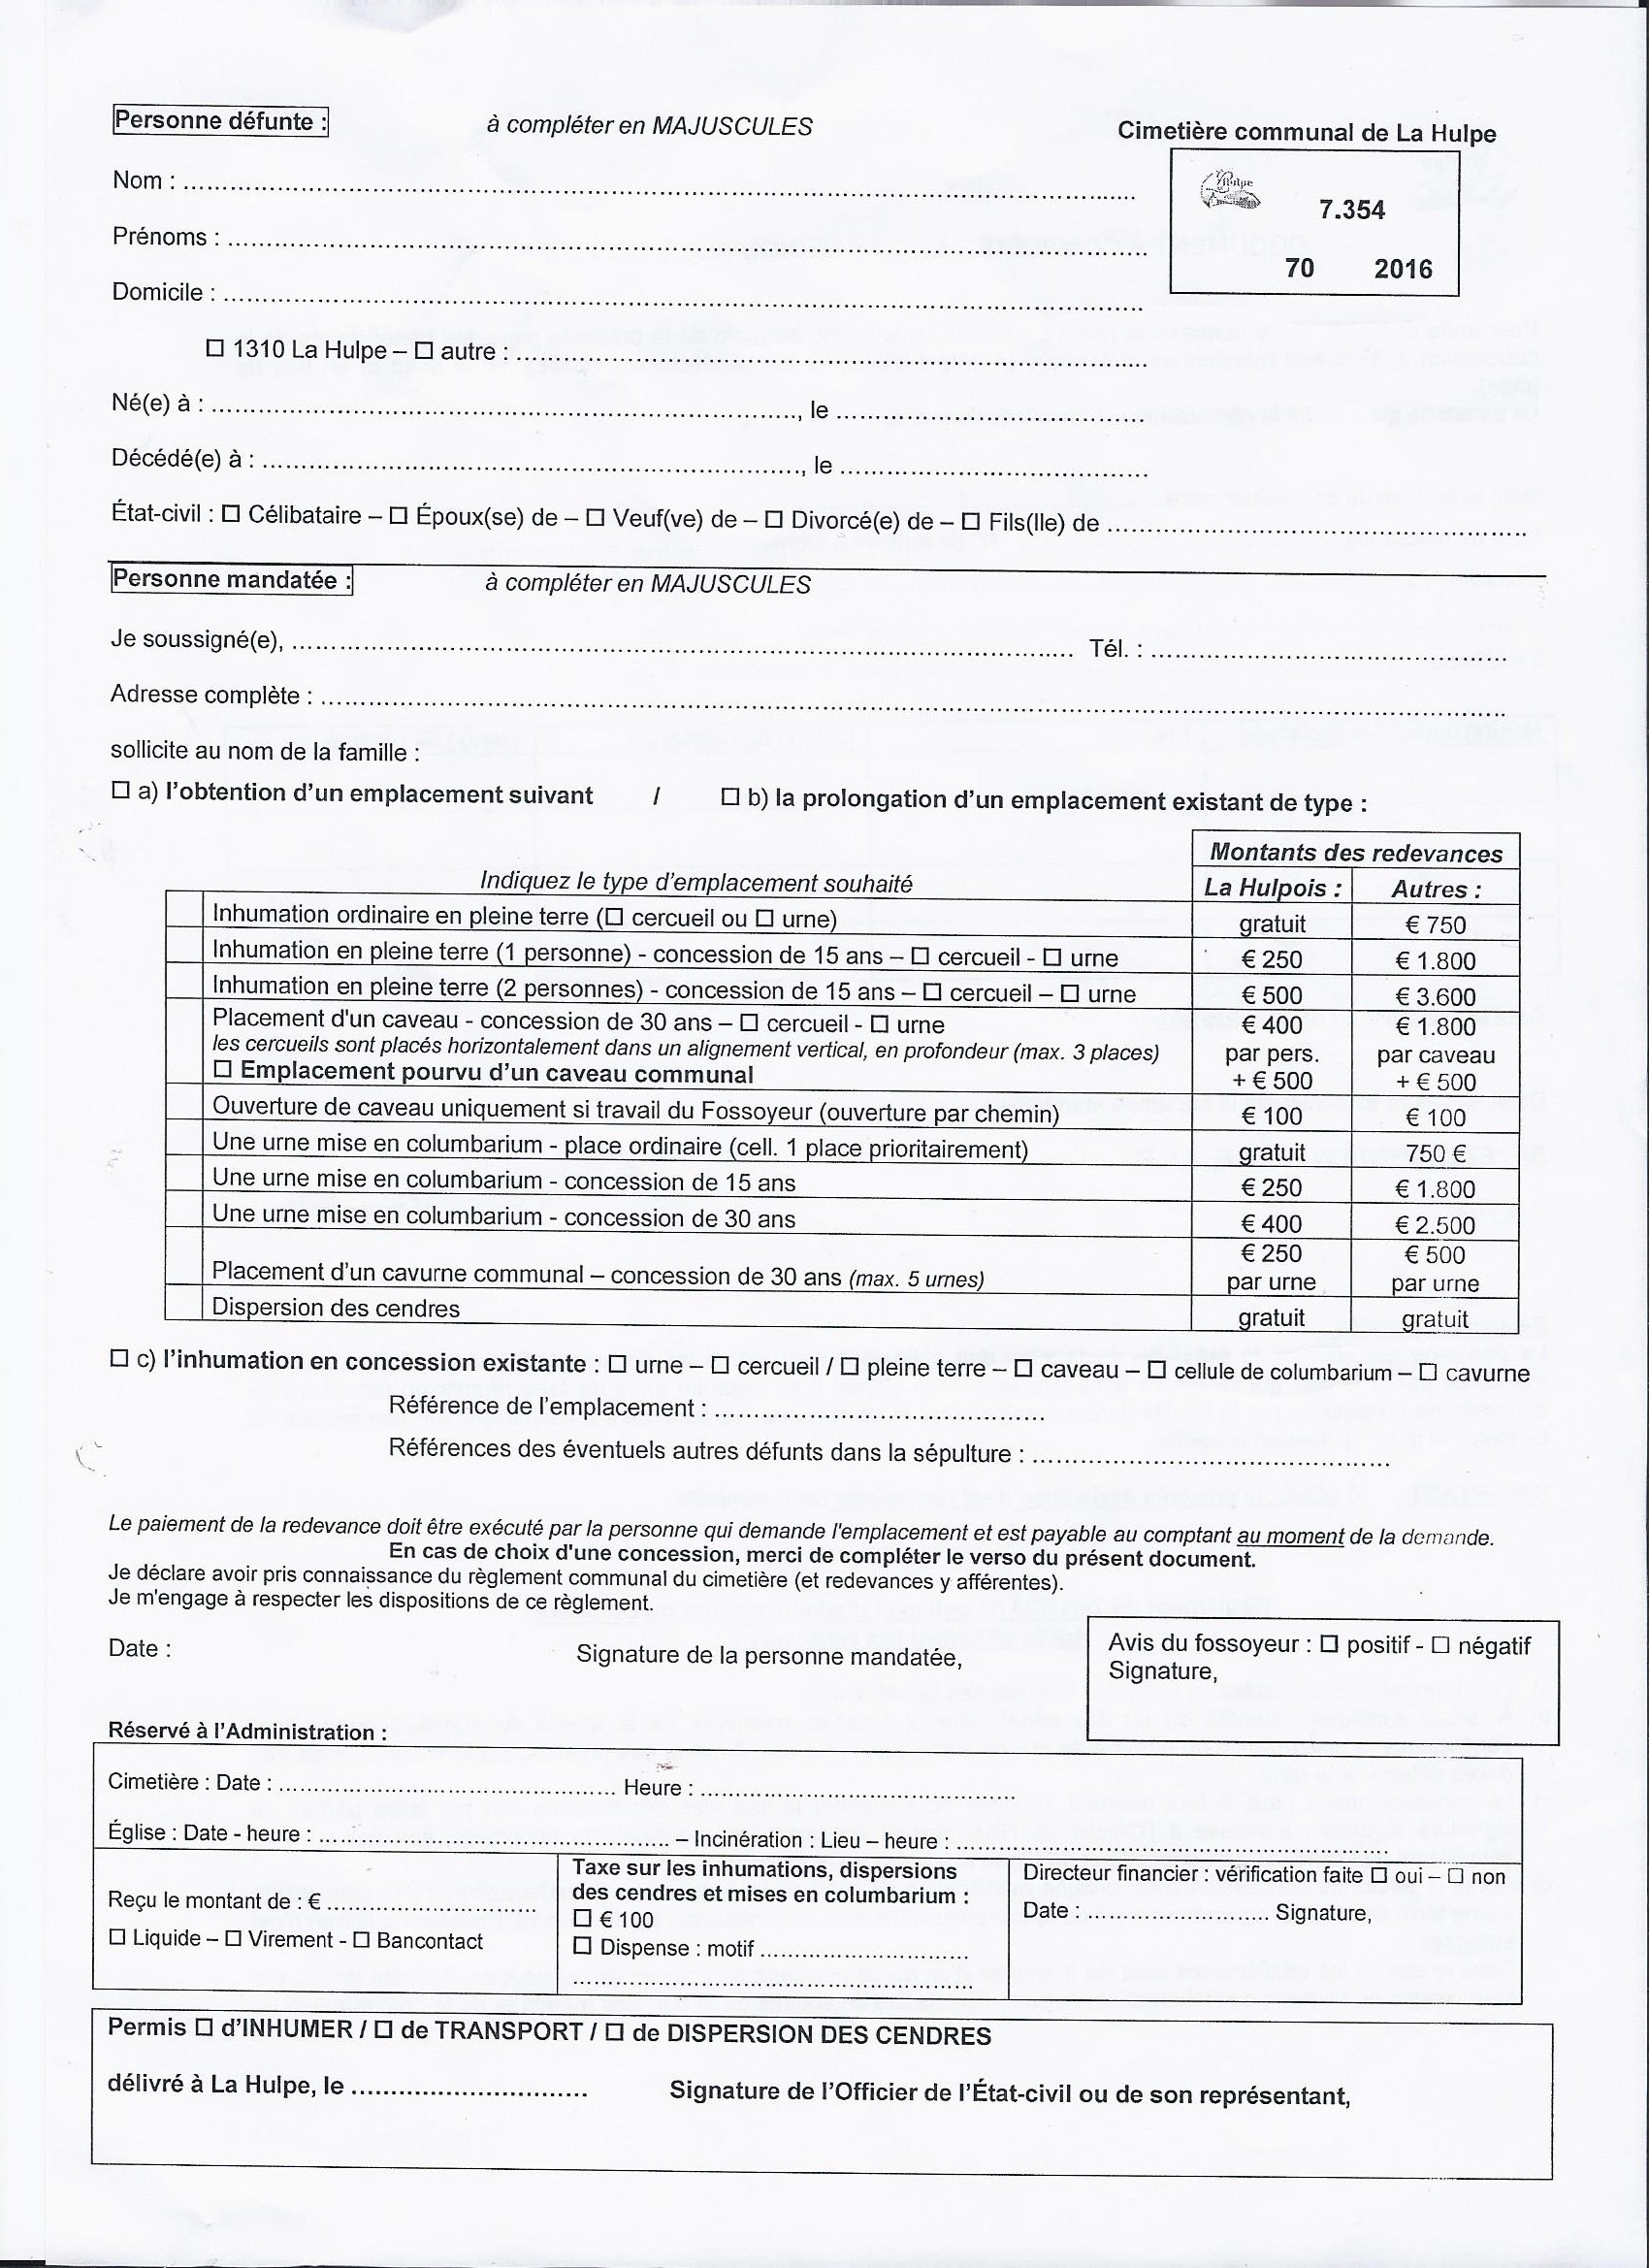 Personne défunte : à compléter en MAJUSCULES
Cimetière communal de La Hulpe
La Hulpe
7.354
70 2016
Nom : ..........
Prénoms : ..........
Domicile : ..........
☐ 1310 La Hulpe – ☐ autre : ..........
Né(e) à : .........., le ..........
Décédé(e) à : .........., le ..........
État-civil : ☐ Célibataire – ☐ Époux(se) de – ☐ Veuf(ve) de – ☐ Divorcé(e) de – ☐ Fils(lle) de ..........
Personne mandatée : à compléter en MAJUSCULES
Je soussigné(e), .......... Tél. : ..........
Adresse complète : ..........
sollicite au nom de la famille :
☐ a) l'obtention d'un emplacement suivant / ☐ b) la prolongation d'un emplacement existant de type :
Montants des redevances
Indiquez le type d'emplacement souhaité La Hulpois : Autres :
Inhumation ordinaire en pleine terre (☐ cercueil ou ☐ urne) gratuit € 750
Inhumation en pleine terre (1 personne) - concession de 15 ans – ☐ cercueil - ☐ urne € 250 € 1.800
Inhumation en pleine terre (2 personnes) - concession de 15 ans – ☐ cercueil – ☐ urne € 500 € 3.600
Placement d'un caveau - concession de 30 ans – ☐ cercueil - ☐ urne € 400 € 1.800
les cercueils sont placés horizontalement dans un alignement vertical, en profondeur (max. 3 places) par pers. par caveau
☐ Emplacement pourvu d'un caveau communal + € 500 + € 500
Ouverture de caveau uniquement si travail du Fossoyeur (ouverture par chemin) € 100 € 100
Une urne mise en columbarium - place ordinaire (cell. 1 place prioritairement) gratuit 750 €
Une urne mise en columbarium - concession de 15 ans € 250 € 1.800
Une urne mise en columbarium - concession de 30 ans € 400 € 2.500
€ 250 € 500
Placement d'un cavurne communal – concession de 30 ans (max. 5 urnes) par urne par urne
Dispersion des cendres gratuit gratuit
☐ c) l'inhumation en concession existante : ☐ urne – ☐ cercueil / ☐ pleine terre – ☐ caveau – ☐ cellule de columbarium – ☐ cavurne
Référence de l'emplacement : ..........
Références des éventuels autres défunts dans la sépulture : ..........
Le paiement de la redevance doit être exécuté par la personne qui demande l'emplacement et est payable au comptant au moment de la demande.
En cas de choix d'une concession, merci de compléter le verso du présent document.
Je déclare avoir pris connaissance du règlement communal du cimetière (et redevances y afférentes).
Je m'engage à respecter les dispositions de ce règlement.
Date : Signature de la personne mandatée,
Avis du fossoyeur : ☐ positif - ☐ négatif
Signature,
Réservé à l'Administration :
Cimetière : Date : .......... Heure : ..........
Église : Date - heure : .......... – Incinération : Lieu – heure : ..........
Reçu le montant de : € ..........
☐ Liquide – ☐ Virement - ☐ Bancontact
Taxe sur les inhumations, dispersions
des cendres et mises en columbarium :
☐ € 100
☐ Dispense : motif ..........
..........
Directeur financier : vérification faite ☐ oui – ☐ non
Date : .......... Signature,
Permis ☐ d'INHUMER / ☐ de TRANSPORT / ☐ de DISPERSION DES CENDRES
délivré à La Hulpe, le .......... Signature de l'Officier de l'État-civil ou de son représentant,